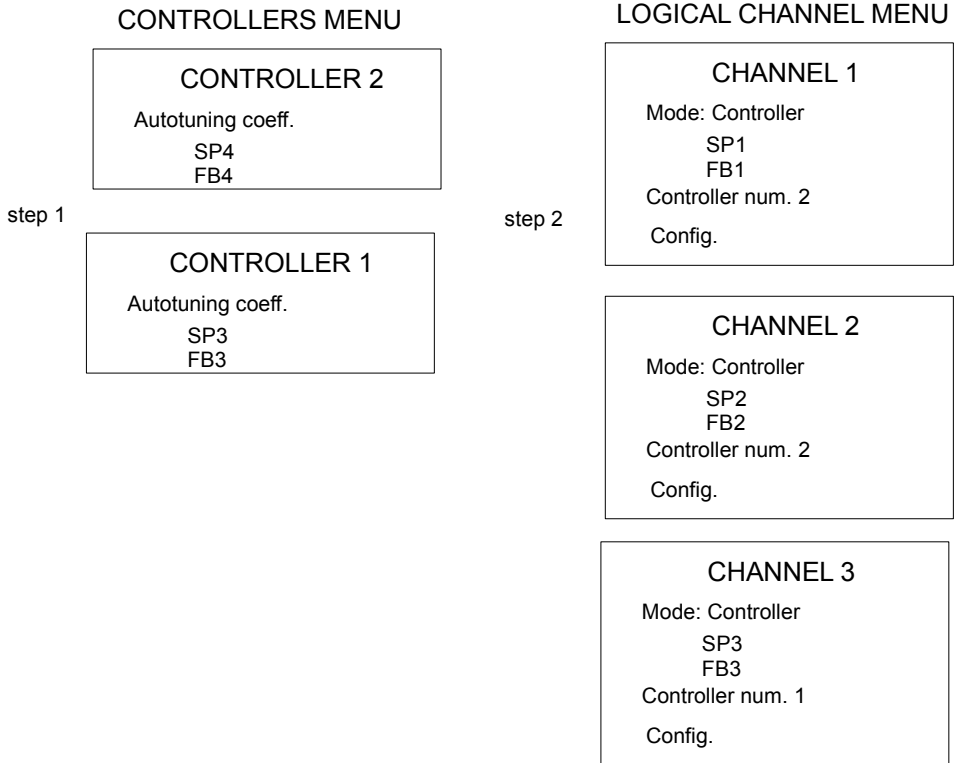 CONTROLLERS MENU
CONTROLLER 2
Autotuning coeff.
SP4
FB4
step 1
CONTROLLER 1
Autotuning coeff.
SP3
FB3
LOGICAL CHANNEL MENU
CHANNEL 1
Mode: Controller
SP1
FB1
Controller num. 2
Config.
step 2
CHANNEL 2
Mode: Controller
SP2
FB2
Controller num. 2
Config.
CHANNEL 3
Mode: Controller
SP3
FB3
Controller num. 1
Config.